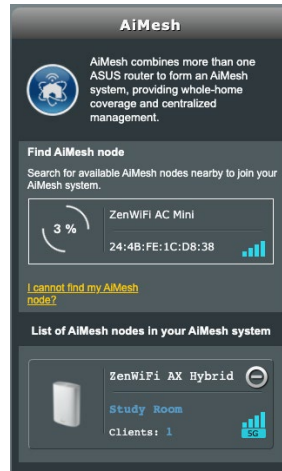 AiMesh
AiMesh combines more than one
ASUS router to form an AiMesh
system, providing whole-home
coverage and centralized
management.
Find AiMesh node
Search for available AiMesh nodes nearby to join your
AiMesh system.
3 %
ZenWiFi AC Mini
24:4B:FE:1C:D8:38
I cannot find my AiMesh
node?
List of AiMesh nodes in your AiMesh system
ZenWiFi AX Hybrid
Study Room
Clients: 1
5G